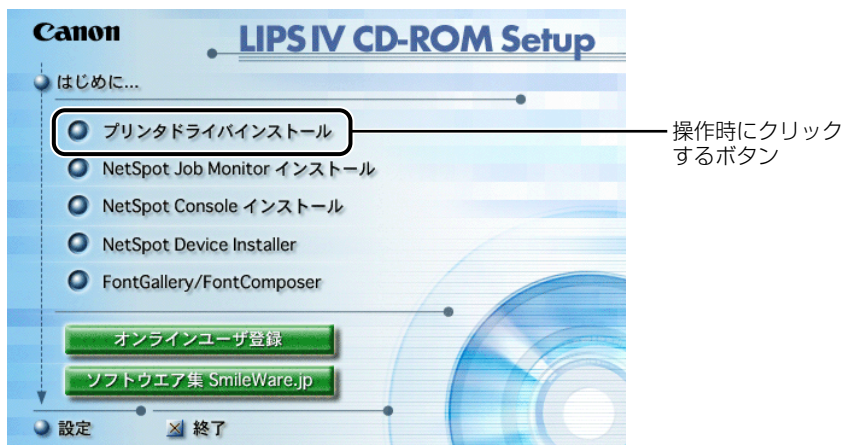 Canon
LIPS IV CD-ROM Setup
はじめに...
プリンタドライバインストール
操作時にクリック
するボタン
NetSpot Job Monitor インストール
NetSpot Console インストール
NetSpot Device Installer
FontGallery/FontComposer
オンラインユーザ登録
ソフトウエア集 SmileWare.jp
設定
終了